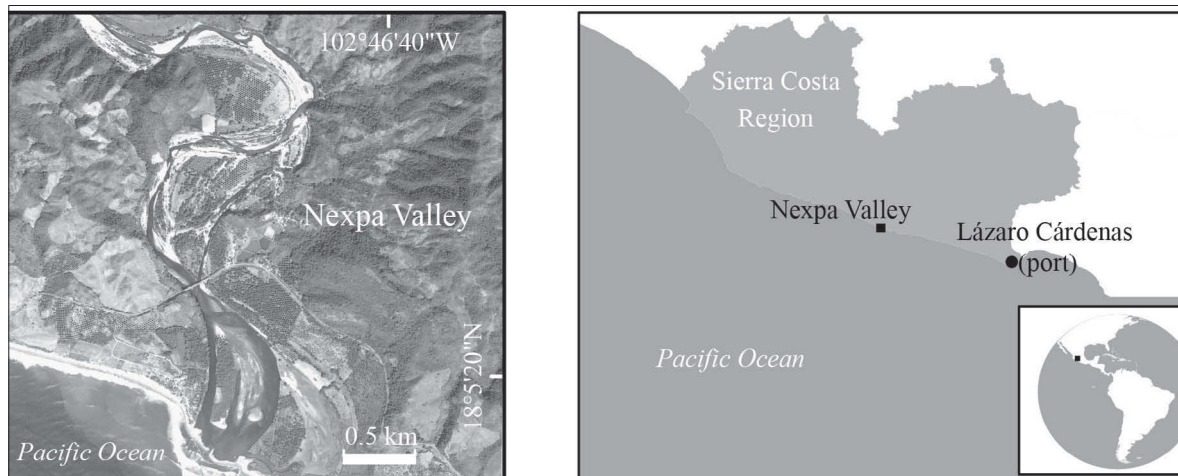 102°46'40"W
Nexpa Valley
18°5'20"N
0.5 km
Pacific Ocean
Sierra Costa
Region
Nexpa Valley
Lázaro Cárdenas
(port)
Pacific Ocean